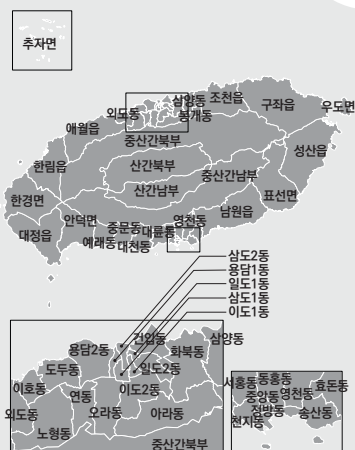 추자면
삼양동 조천읍
구좌읍
우도면
외도동
봉개동
애월읍
중산간북부
성산읍
한림읍
산간북부
중산간남부
한경면
산간남부
표선면
남원읍
대정읍
안덕면
중문동
대륜동
영천동
예래동
대천동
삼도2동
용담1동
일도1동
삼도1동
이도1동
건입동
삼양동
용담2동
화북동
도두동
일도2동
이호동
연동
이도2동
외도동
오라동
아라동
노형동
중산간북부
서홍동
동홍동
효돈동
중앙동
영천동
정방동
송산동
천지동